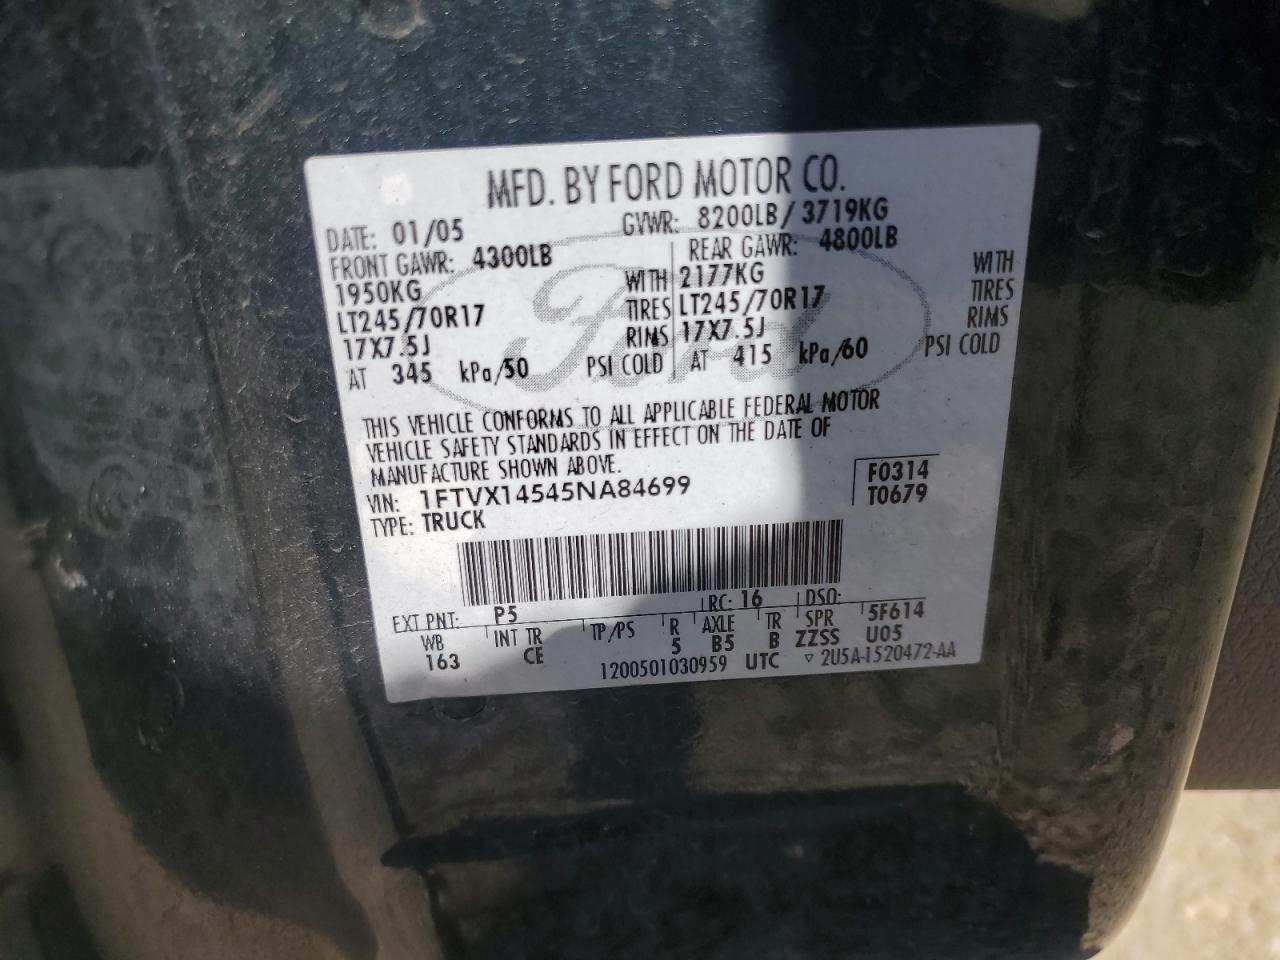 MFD. BY FORD MOTOR CO.
DATE: 01/05 GVWR: 8200LB / 3719KG
FRONT GAWR: 4300LB REAR GAWR: 4800LB
1950KG WITH 2177KG WITH
LT245/70R17 TIRES LT245/70R17 TIRES
17X7.5J RIMS 17X7.5J RIMS
AT 345 kPa/50 PSI COLD AT 415 kPa/60 PSI COLD
Ford
THIS VEHICLE CONFORMS TO ALL APPLICABLE FEDERAL MOTOR
VEHICLE SAFETY STANDARDS IN EFFECT ON THE DATE OF
MANUFACTURE SHOWN ABOVE.
F0314
VIN: 1FTVX14545NA84699 T0679
TYPE: TRUCK
EXT PNT: P5 RC: 16 DSO:
WB INT TR TP/PS R AXLE TR SPR 5F614
163 CE 5 B5 B ZZSS U05
1200501030959 UTC ▽ 2U5A-1520472-AA